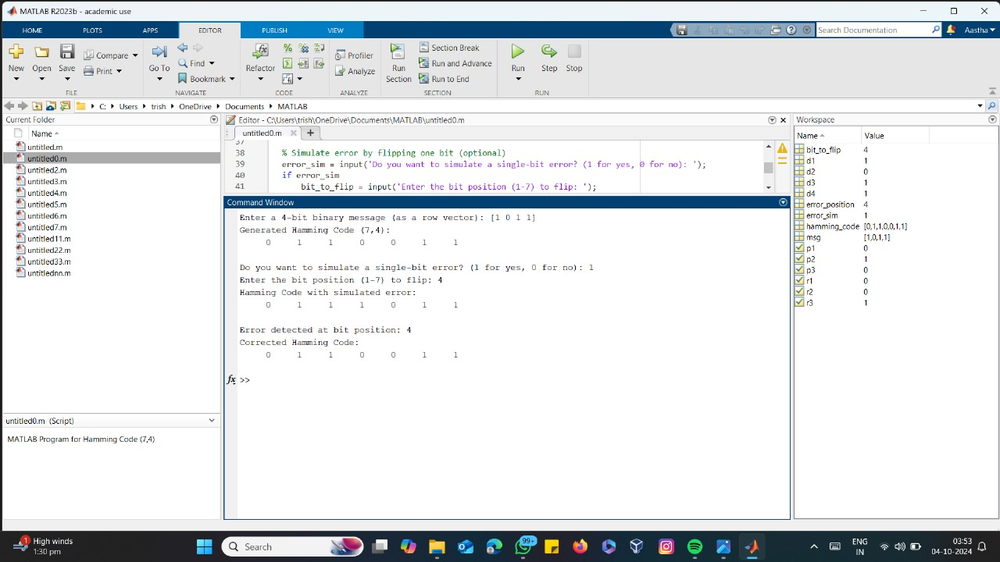 MATLAB R2023b - academic use
HOME PLOTS APPS EDITOR PUBLISH VIEW
Search Documentation
Aastha
New Open Save Compare Print
Go To Find Bookmark
Refactor
Profiler Analyze
Run Section
Section Break
Run and Advance
Run to End
Run Step Stop
FILE NAVIGATE CODE ANALYZE SECTION RUN
C: Users trish OneDrive Documents MATLAB
Current Folder
Name
untitled.m
untitled0.m
untitled2.m
untitled3.m
untitled4.m
untitled5.m
untitled6.m
untitled7.m
untitled11.m
untitled22.m
untitled33.m
untitlednn.m
untitled0.m (Script)
MATLAB Program for Hamming Code (7,4)
Editor - C:\Users\trish\OneDrive\Documents\MATLAB\untitled0.m
untitled0.m
37
38 % Simulate error by flipping one bit (optional)
39 error_sim = input('Do you want to simulate a single-bit error? (1 for yes, 0 for no): ');
40 if error_sim
41 bit_to_flip = input('Enter the bit position (1-7) to flip: ');
Command Window
Enter a 4-bit binary message (as a row vector): [1 0 1 1]
Generated Hamming Code (7,4):
0 1 1 0 0 1 1
Do you want to simulate a single-bit error? (1 for yes, 0 for no): 1
Enter the bit position (1-7) to flip: 4
Hamming Code with simulated error:
0 1 1 1 0 1 1
Error detected at bit position: 4
Corrected Hamming Code:
0 1 1 0 0 1 1
fx >>
Workspace
Name Value
bit_to_flip 4
d1 1
d2 0
d3 1
d4 1
error_position 4
error_sim 1
hamming_code [0,1,1,0,0,1,1]
msg [1,0,1,1]
p1 0
p2 1
p3 0
r1 0
r2 0
r3 1
1
High winds
1:30 pm
Search
99+
ENG
IN
03:53
04-10-2024